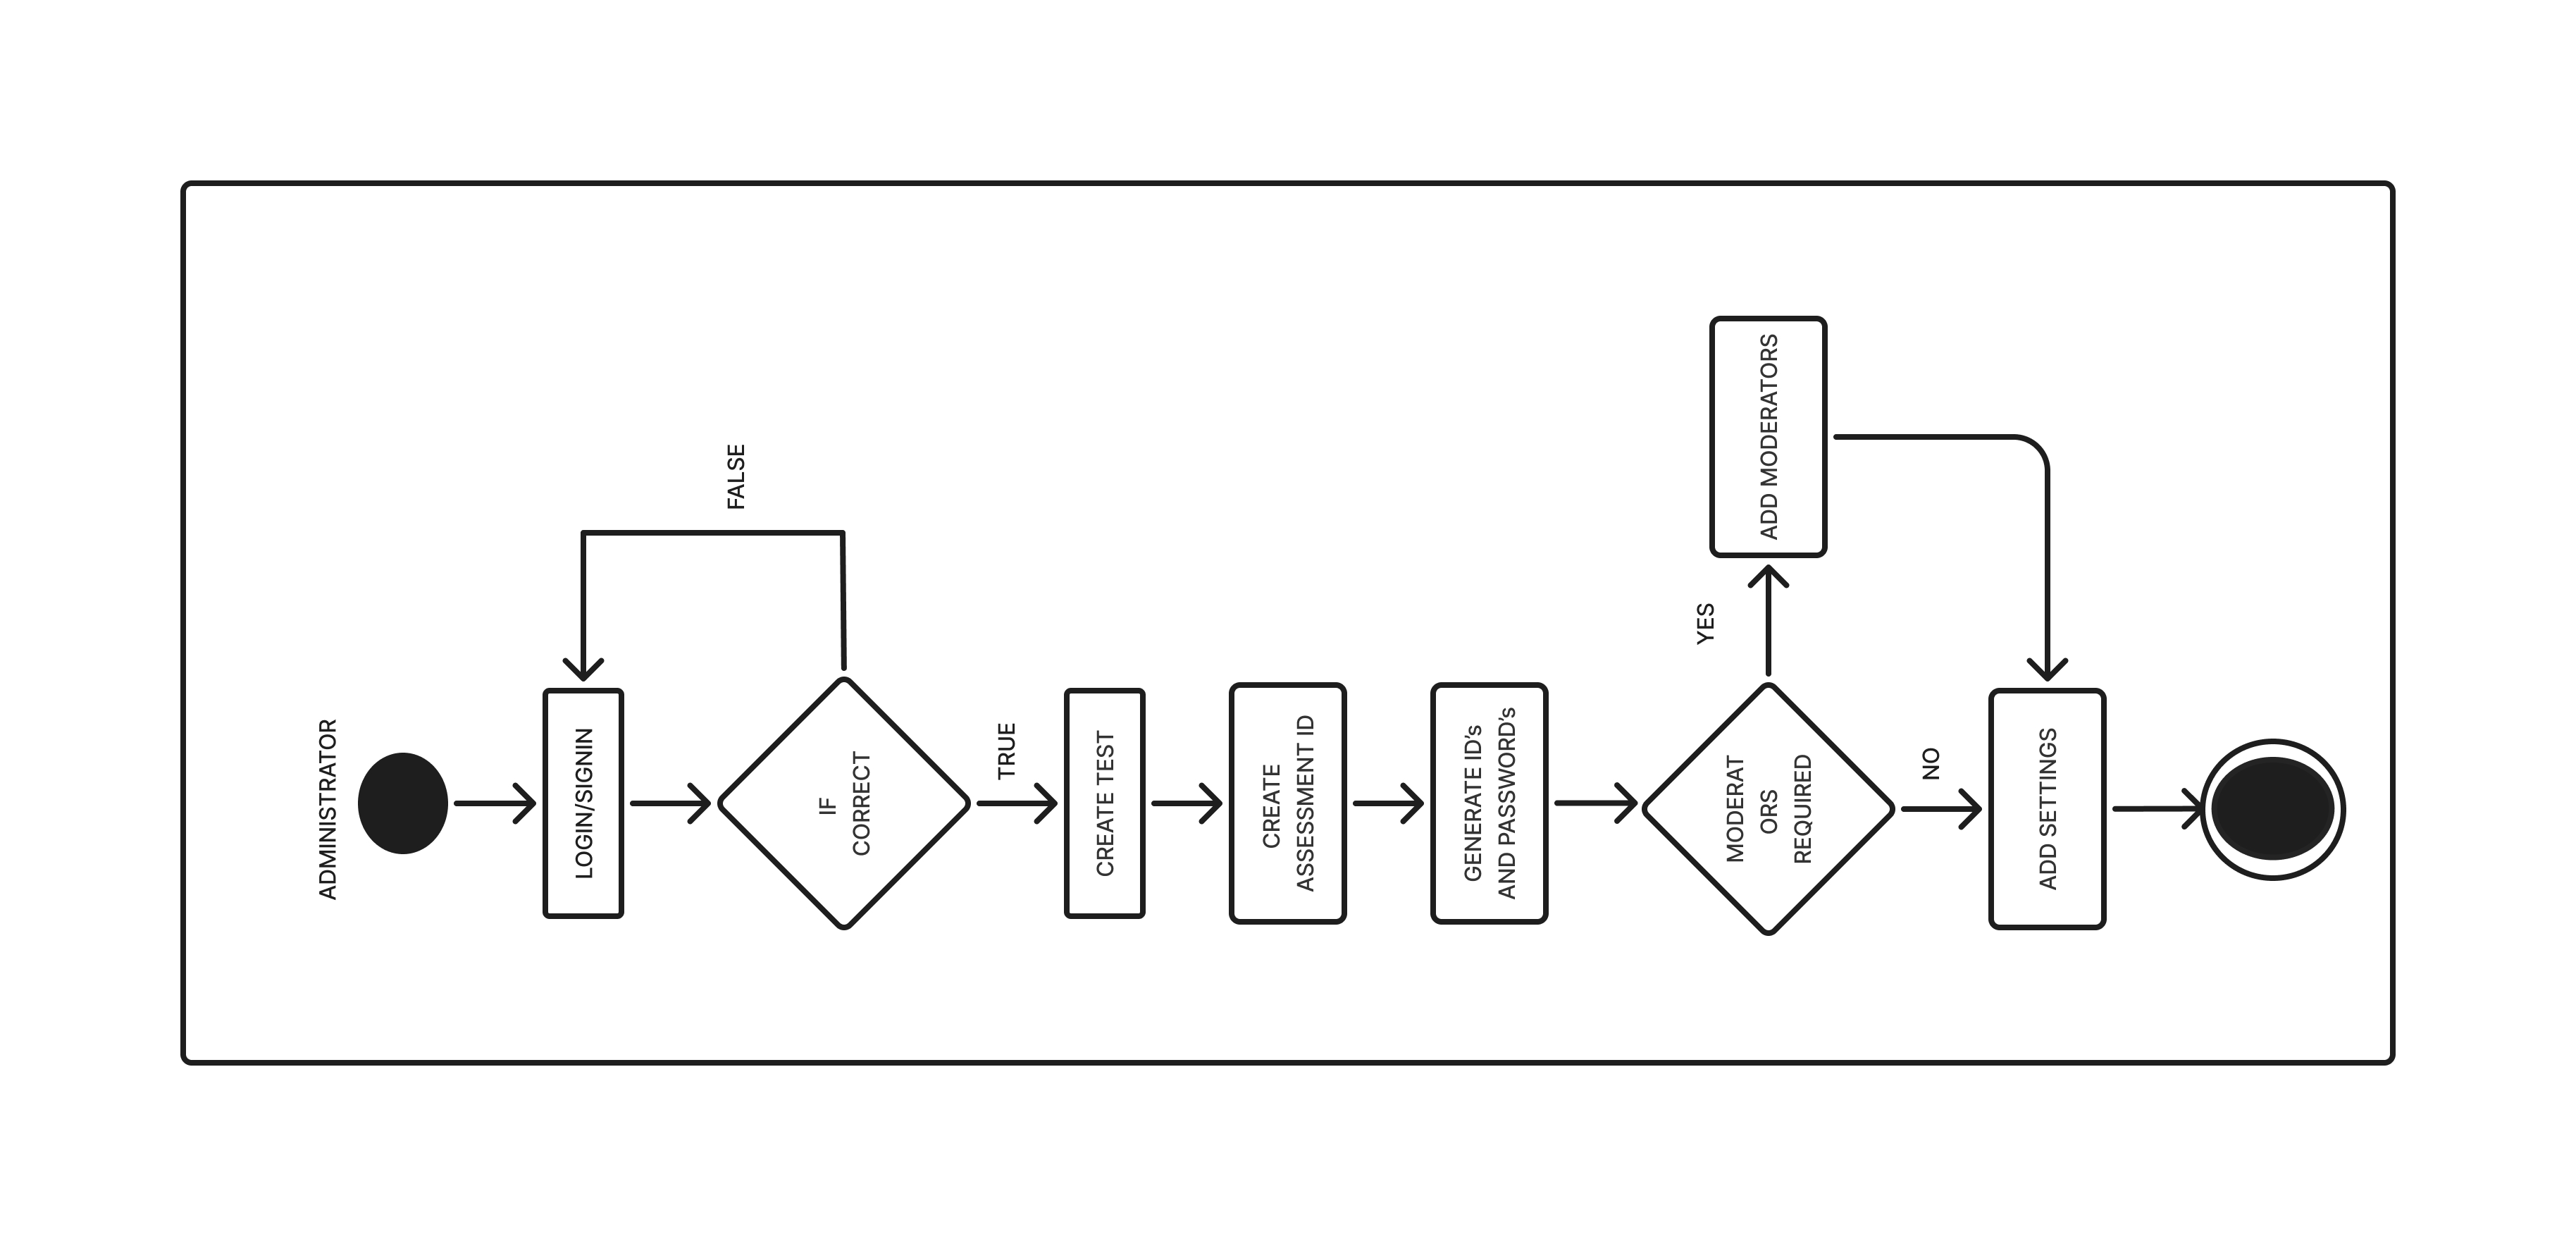 ADMINISTRATOR
LOGIN/SIGNIN
FALSE
IF
CORRECT
TRUE
CREATE TEST
CREATE
ASSESSMENT ID
GENERATE ID's
AND PASSWORD's
MODERAT
ORS
REQUIRED
YES
ADD MODERATORS
NO
ADD SETTINGS